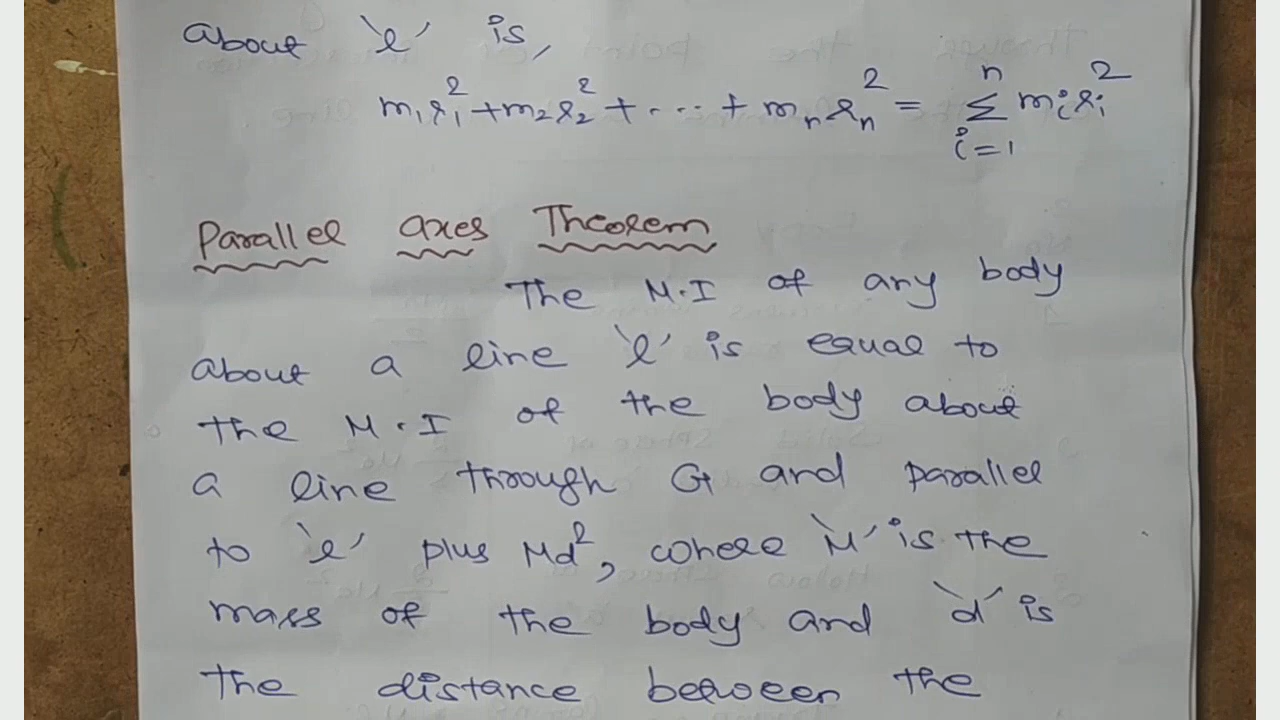 about 'l' is,
m₁r₁² + m₂r₂² + ... + mₙrₙ² = Σⁿᵢ₌₁ mᵢrᵢ²
Parallel axes Theorem
The M.I of any body
about a line 'l' is equal to
the M.I of the body about
a line through G and parallel
to 'l' plus Md², where 'M' is the
mass of the body and 'd' is
the distance between the